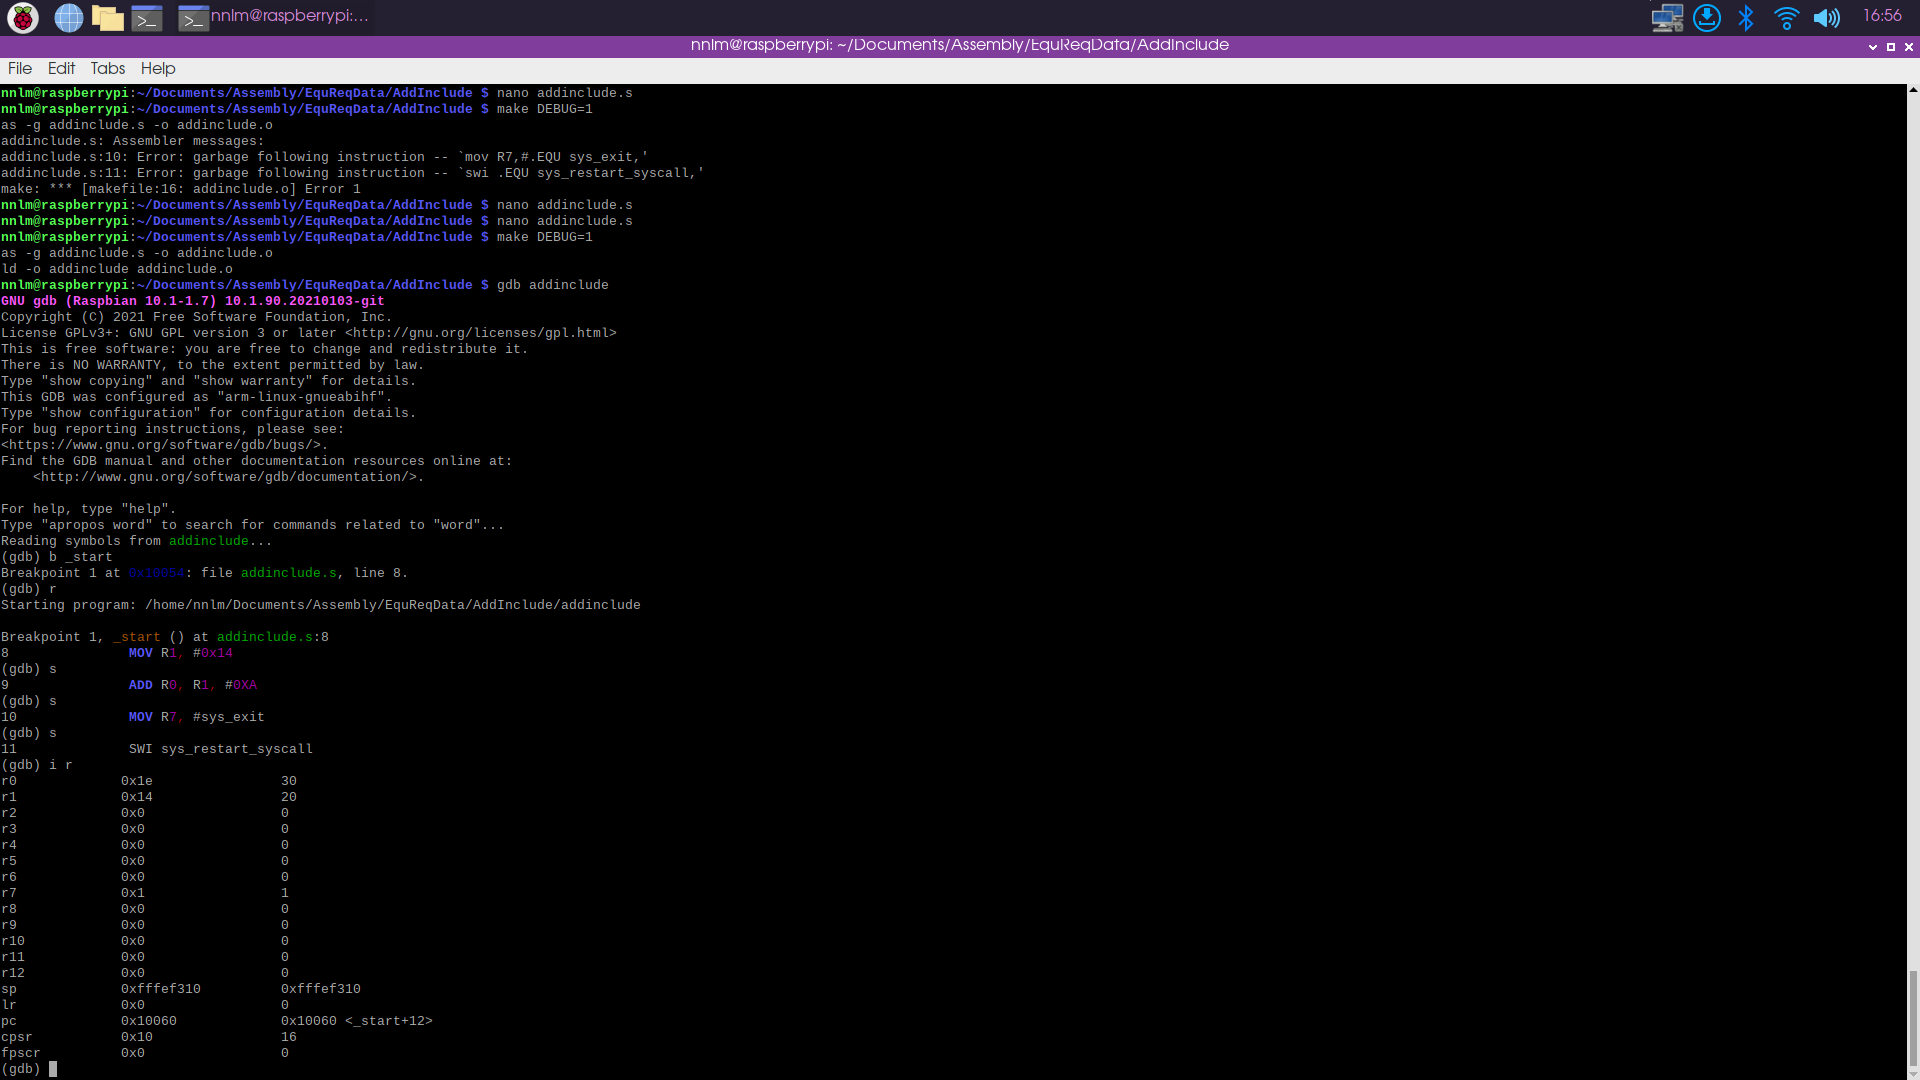 nnlm@raspberrypi:...
16:56
nnlm@raspberrypi: ~/Documents/Assembly/EquReqData/AddInclude
File Edit Tabs Help
nnlm@raspberrypi:~/Documents/Assembly/EquReqData/AddInclude $ nano addinclude.s
nnlm@raspberrypi:~/Documents/Assembly/EquReqData/AddInclude $ make DEBUG=1
as -g addinclude.s -o addinclude.o
addinclude.s: Assembler messages:
addinclude.s:10: Error: garbage following instruction -- `mov R7,#.EQU sys_exit,'
addinclude.s:11: Error: garbage following instruction -- `swi .EQU sys_restart_syscall,'
make: *** [makefile:16: addinclude.o] Error 1
nnlm@raspberrypi:~/Documents/Assembly/EquReqData/AddInclude $ nano addinclude.s
nnlm@raspberrypi:~/Documents/Assembly/EquReqData/AddInclude $ nano addinclude.s
nnlm@raspberrypi:~/Documents/Assembly/EquReqData/AddInclude $ make DEBUG=1
as -g addinclude.s -o addinclude.o
ld -o addinclude addinclude.o
nnlm@raspberrypi:~/Documents/Assembly/EquReqData/AddInclude $ gdb addinclude
GNU gdb (Raspbian 10.1-1.7) 10.1.90.20210103-git
Copyright (C) 2021 Free Software Foundation, Inc.
License GPLv3+: GNU GPL version 3 or later <http://gnu.org/licenses/gpl.html>
This is free software: you are free to change and redistribute it.
There is NO WARRANTY, to the extent permitted by law.
Type "show copying" and "show warranty" for details.
This GDB was configured as "arm-linux-gnueabihf".
Type "show configuration" for configuration details.
For bug reporting instructions, please see:
<https://www.gnu.org/software/gdb/bugs/>.
Find the GDB manual and other documentation resources online at:
    <http://www.gnu.org/software/gdb/documentation/>.

For help, type "help".
Type "apropos word" to search for commands related to "word"...
Reading symbols from addinclude...
(gdb) b _start
Breakpoint 1 at 0x10054: file addinclude.s, line 8.
(gdb) r
Starting program: /home/nnlm/Documents/Assembly/EquReqData/AddInclude/addinclude

Breakpoint 1, _start () at addinclude.s:8
8               MOV R1, #0x14
(gdb) s
9               ADD R0, R1, #0XA
(gdb) s
10              MOV R7, #sys_exit
(gdb) s
11              SWI sys_restart_syscall
(gdb) i r
r0             0x1e                30
r1             0x14                20
r2             0x0                 0
r3             0x0                 0
r4             0x0                 0
r5             0x0                 0
r6             0x0                 0
r7             0x1                 1
r8             0x0                 0
r9             0x0                 0
r10            0x0                 0
r11            0x0                 0
r12            0x0                 0
sp             0xfffef310          0xfffef310
lr             0x0                 0
pc             0x10060             0x10060 <_start+12>
cpsr           0x10                16
fpscr          0x0                 0
(gdb)